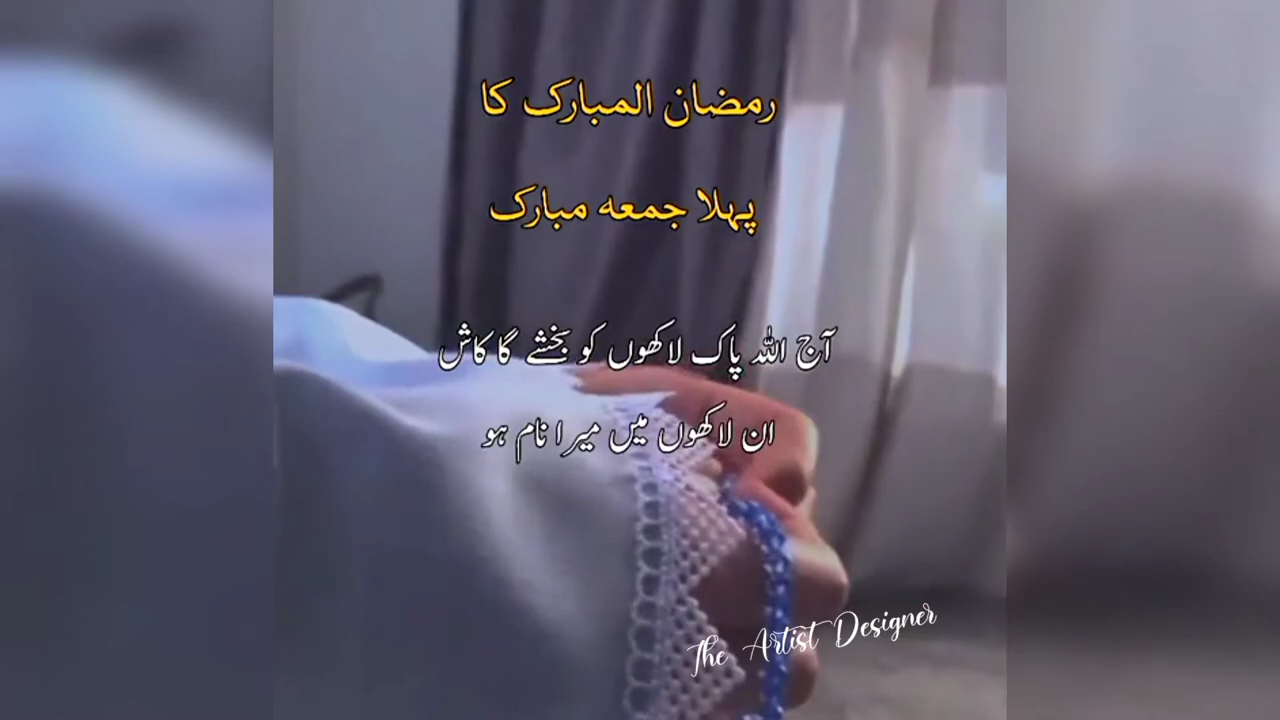 رمضان المبارک کا
پہلا جمعہ مبارک
آج اللہ پاک لاکھوں کو بخشے گا کاش
ان لاکھوں میں میرا نام ہو
The Artist Designer